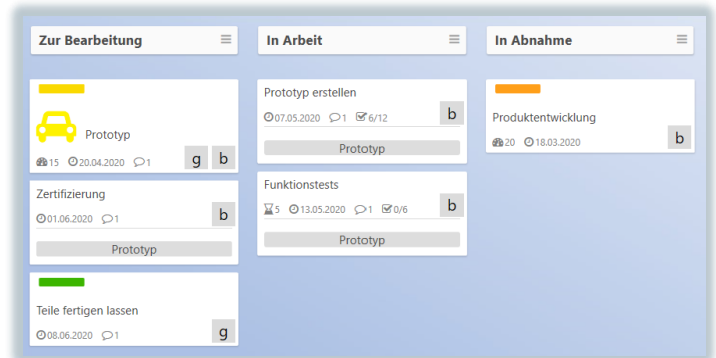 Zur Bearbeitung
Prototyp
15 20.04.2020 1 g b
Zertifizierung
01.06.2020 1 b
Prototyp
Teile fertigen lassen
08.06.2020 1 g
In Arbeit
Prototyp erstellen
07.05.2020 1 6/12 b
Prototyp
Funktionstests
5 13.05.2020 1 0/6 b
Prototyp
In Abnahme
Produktentwicklung
20 18.03.2020 b